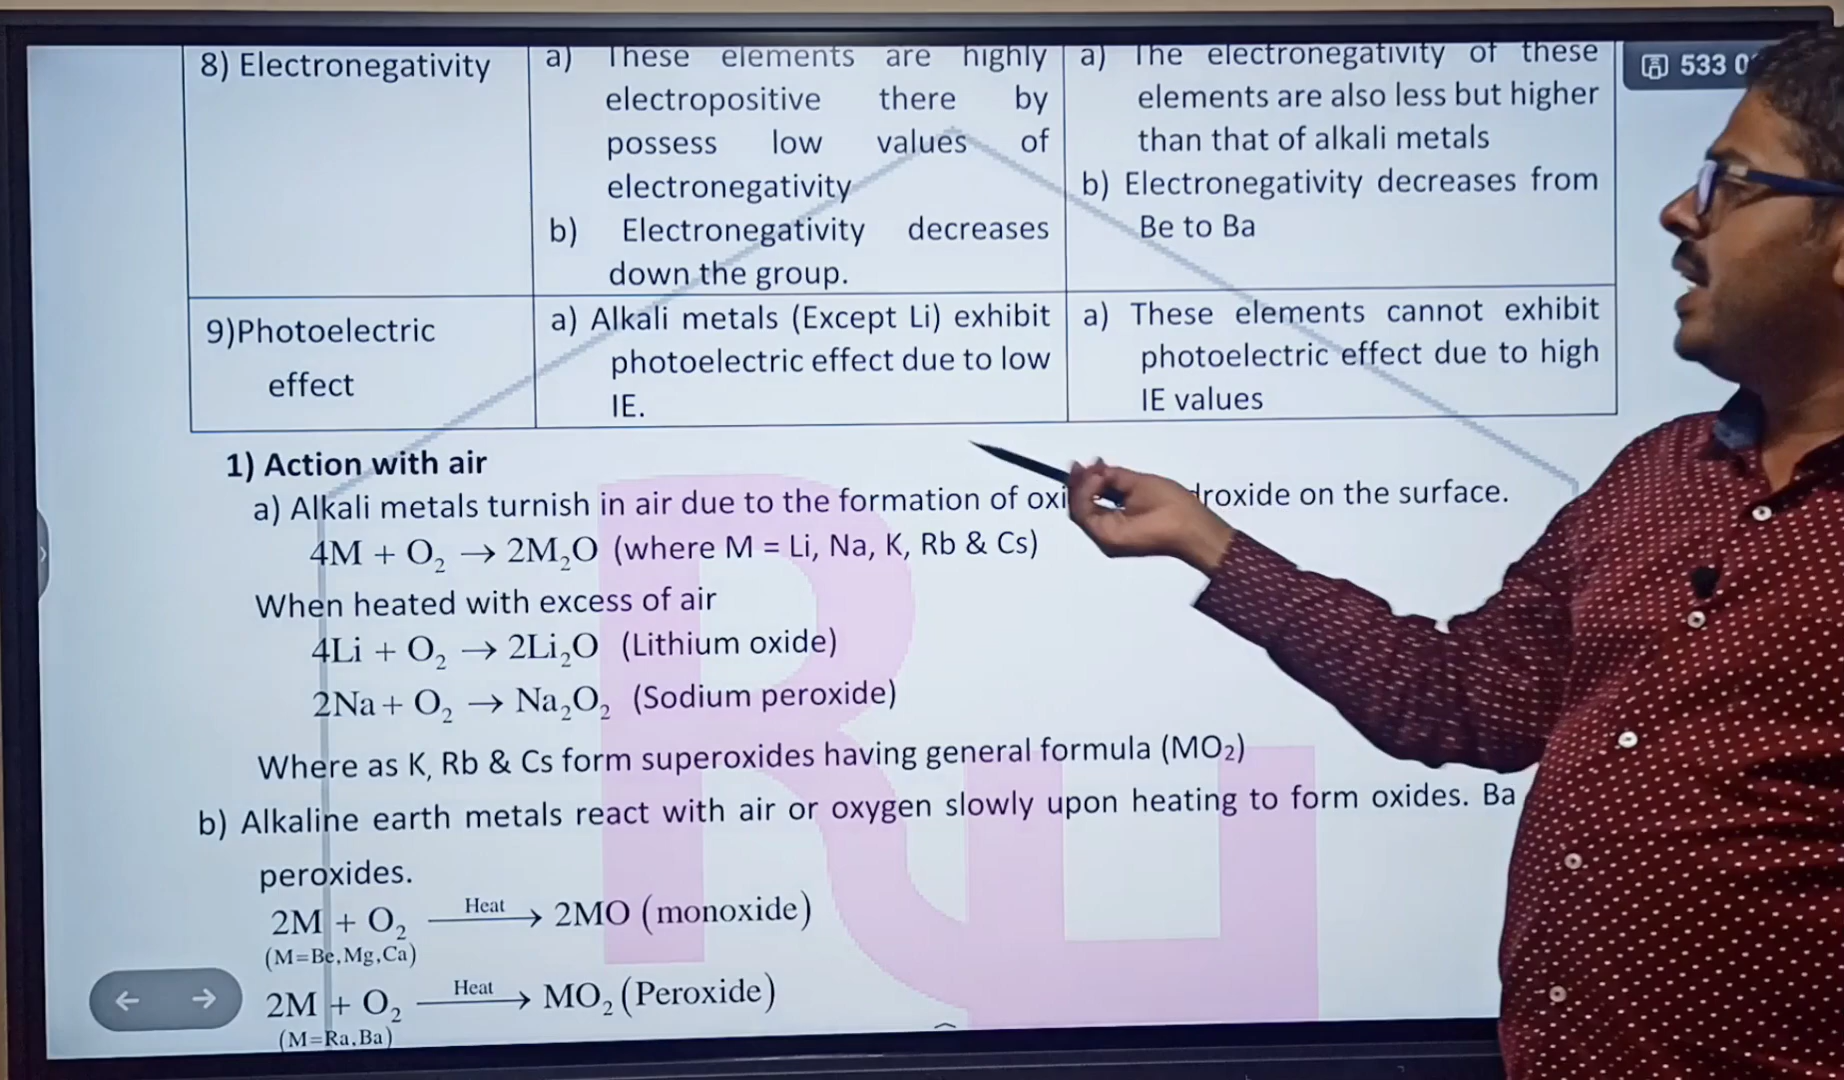 8) Electronegativity
a) These elements are highly
electropositive there by
possess low values of
electronegativity
b) Electronegativity decreases
down the group.
a) The electronegativity of these
elements are also less but higher
than that of alkali metals
b) Electronegativity decreases from
Be to Ba
533 0
9)Photoelectric
effect
a) Alkali metals (Except Li) exhibit
photoelectric effect due to low
IE.
a) These elements cannot exhibit
photoelectric effect due to high
IE values
1) Action with air
a) Alkali metals turnish in air due to the formation of oxi droxide on the surface.
4M + O₂ → 2M₂O (where M = Li, Na, K, Rb & Cs)
When heated with excess of air
4Li + O₂ → 2Li₂O (Lithium oxide)
2Na + O₂ → Na₂O₂ (Sodium peroxide)
Where as K, Rb & Cs form superoxides having general formula (MO₂)
b) Alkaline earth metals react with air or oxygen slowly upon heating to form oxides. Ba
peroxides.
2M + O₂ Heat → 2MO (monoxide)
(M=Be,Mg,Ca)
2M + O₂ Heat → MO₂ (Peroxide)
(M=Ra,Ba)